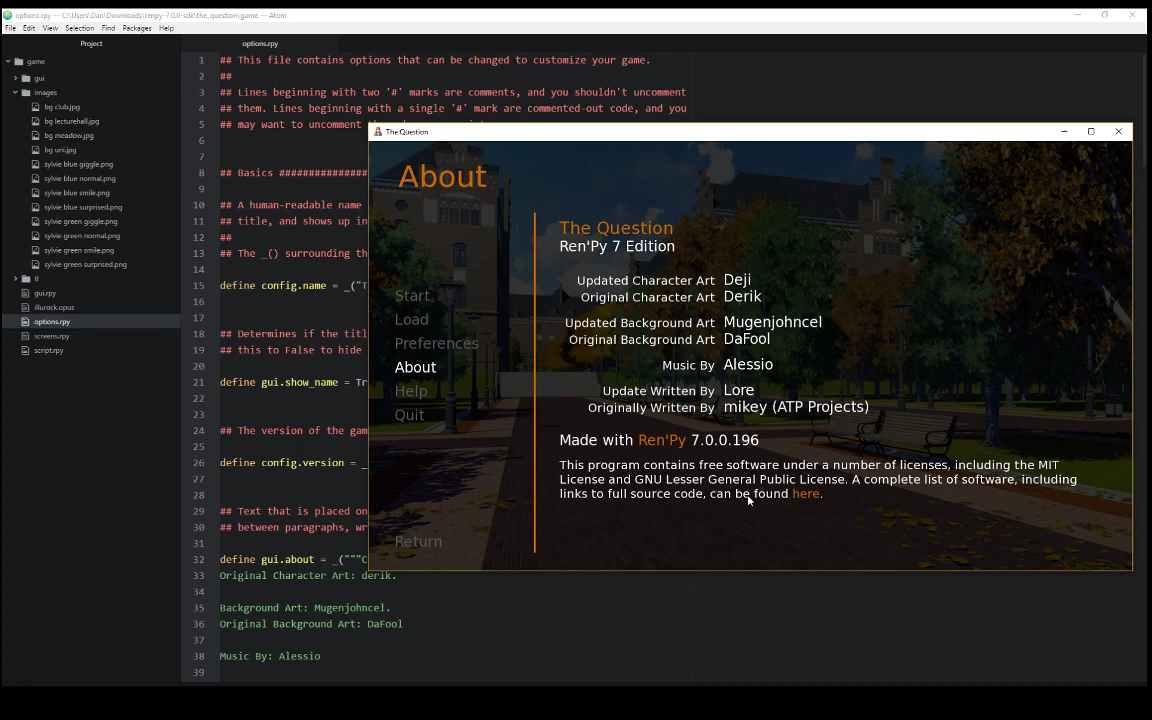 options.rpy — C:\Users\Dan\Downloads\renpy-7.0.0-sdk\the_question\game — Atom
File Edit View Selection Find Packages Help
Project
options.rpy
game
gui
images
bg club.jpg
bg lecturehall.jpg
bg meadow.jpg
bg uni.jpg
sylvie blue giggle.png
sylvie blue normal.png
sylvie blue smile.png
sylvie blue surprised.png
sylvie green giggle.png
sylvie green normal.png
sylvie green smile.png
sylvie green surprised.png
tl
gui.rpy
illurock.opus
options.rpy
screens.rpy
script.rpy
1 ## This file contains options that can be changed to customize your game.
2 ##
3 ## Lines beginning with two '#' marks are comments, and you shouldn't uncomment
4 ## them. Lines beginning with a single '#' mark are commented-out code, and you
5 ## may want to uncomment
6
7
8 ## Basics ###############
9
10 ## A human-readable name
11 ## title, and shows up in
12 ##
13 ## The _() surrounding th
14
15 define config.name = _("T
16
17
18 ## Determines if the titl
19 ## this to False to hide
20
21 define gui.show_name = Tr
22
23
24 ## The version of the gam
25
26 define config.version = _
27
28
29 ## Text that is placed on
30 ## between paragraphs, wr
31
32 define gui.about = _("""C
33 Original Character Art: derik.
34
35 Background Art: Mugenjohncel.
36 Original Background Art: DaFool
37
38 Music By: Alessio
39
The Question
About
Start
Load
Preferences
About
Help
Quit
Return
The Question
Ren'Py 7 Edition
Updated Character Art Deji
Original Character Art Derik
Updated Background Art Mugenjohncel
Original Background Art DaFool
Music By Alessio
Update Written By Lore
Originally Written By mikey (ATP Projects)
Made with Ren'Py 7.0.0.196
This program contains free software under a number of licenses, including the MIT
License and GNU Lesser General Public License. A complete list of software, including
links to full source code, can be found here.